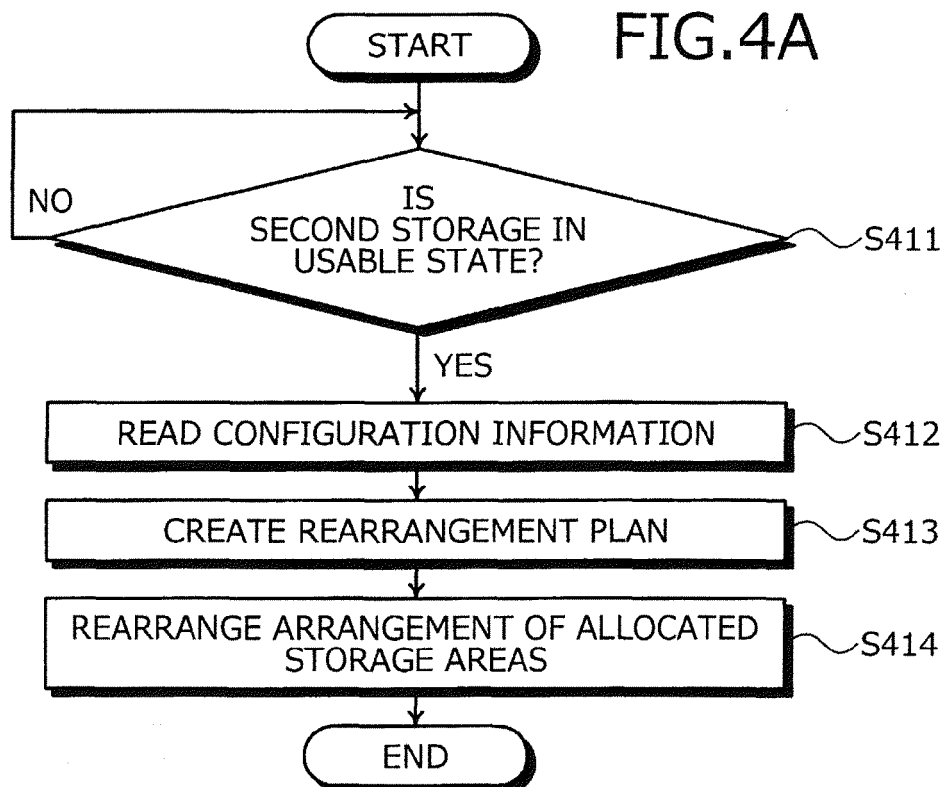 START
FIG.4A
NO
IS
SECOND STORAGE IN
USABLE STATE?
S411
YES
READ CONFIGURATION INFORMATION
S412
CREATE REARRANGEMENT PLAN
S413
REARRANGE ARRANGEMENT OF ALLOCATED
STORAGE AREAS
S414
END